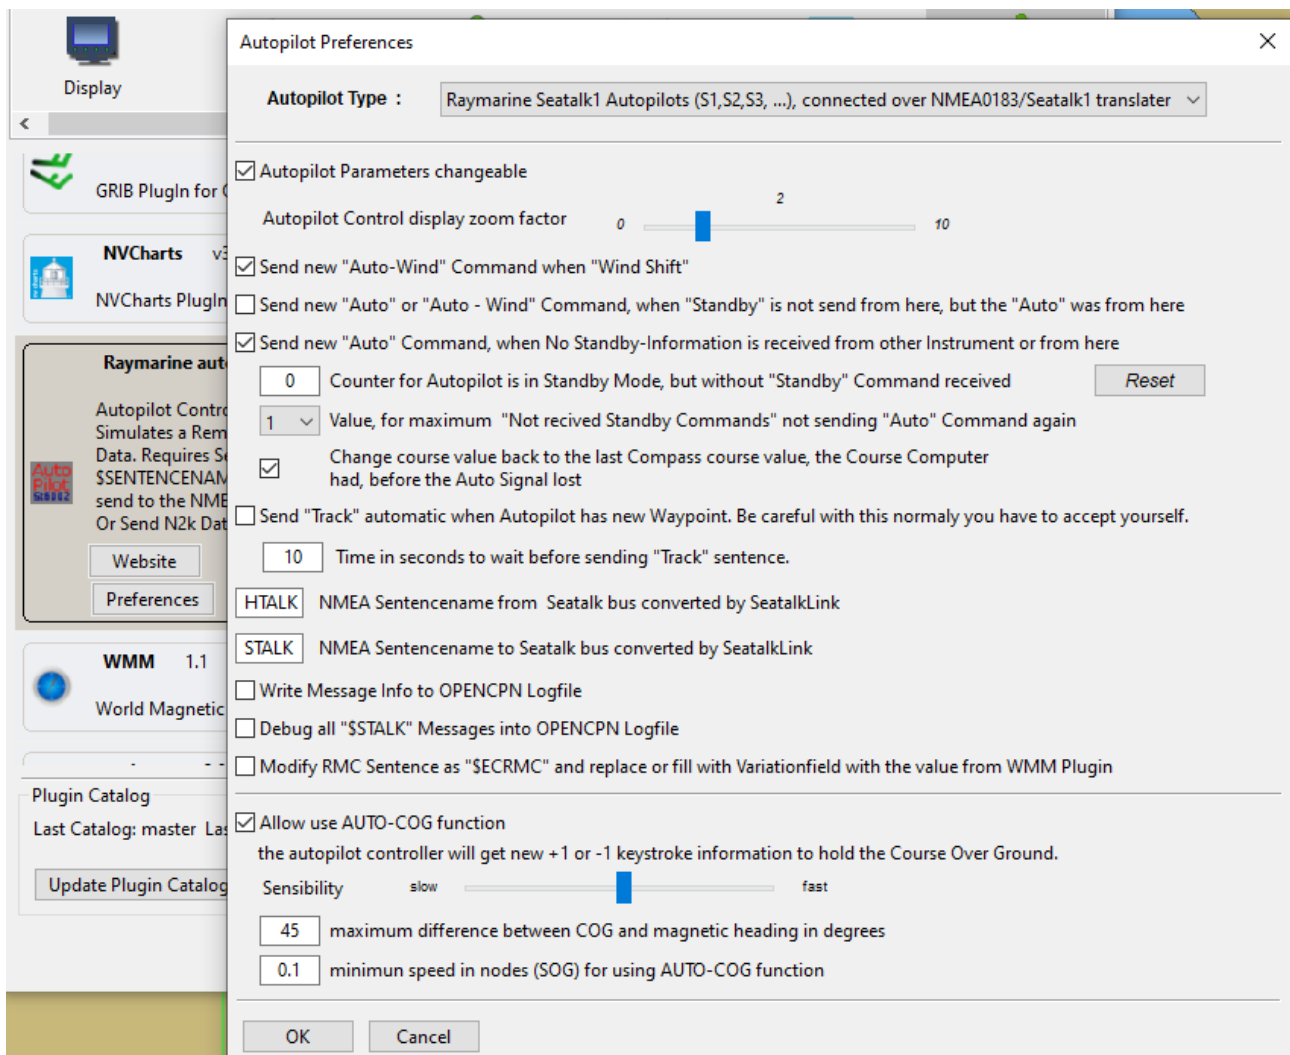 Autopilot Preferences
Display
Autopilot Type :
Raymarine Seatalk1 Autopilots (S1,S2,S3, ...), connected over NMEA0183/Seatalk1 translater
Autopilot Parameters changeable
GRIB PlugIn for
2
Autopilot Control display zoom factor
0
10
NVCharts
NVCharts PlugIn
Send new "Auto-Wind" Command when "Wind Shift"
Send new "Auto" or "Auto - Wind" Command, when "Standby" is not send from here, but the "Auto" was from here
Send new "Auto" Command, when No Standby-Information is received from other Instrument or from here
Raymarine aut
0
Counter for Autopilot is in Standby Mode, but without "Standby" Command received
Reset
Autopilot Contro
Simulates a Rem
Data. Requires Se
$SENTENCENAM
send to the NME
Or Send N2k Dat
Auto
Pilot
1
Value, for maximum "Not recived Standby Commands" not sending "Auto" Command again
Change course value back to the last Compass course value, the Course Computer
had, before the Auto Signal lost
Send "Track" automatic when Autopilot has new Waypoint. Be careful with this normaly you have to accept yourself.
Website
10
Time in seconds to wait before sending "Track" sentence.
Preferences
HTALK
NMEA Sentencename from Seatalk bus converted by SeatalkLink
STALK
NMEA Sentencename to Seatalk bus converted by SeatalkLink
WMM 1.1
World Magnetic
Write Message Info to OPENCPN Logfile
Debug all "$STALK" Messages into OPENCPN Logfile
Modify RMC Sentence as "$ECRMC" and replace or fill with Variationfield with the value from WMM Plugin
Plugin Catalog
Last Catalog: master Las
Update Plugin Catalog
Allow use AUTO-COG function
the autopilot controller will get new +1 or -1 keystroke information to hold the Course Over Ground.
Sensibility
slow
fast
45
maximum difference between COG and magnetic heading in degrees
0.1
minimun speed in nodes (SOG) for using AUTO-COG function
OK
Cancel